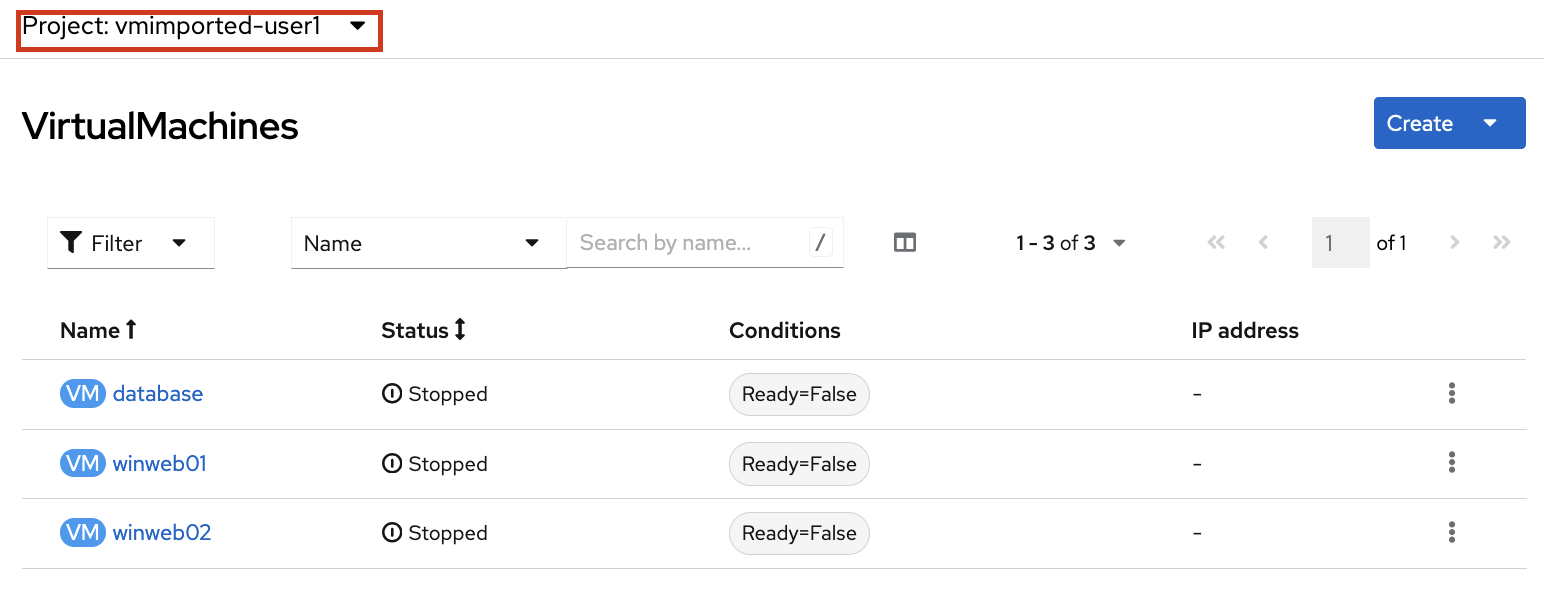 Project: vmimported-user1
VirtualMachines
Create
Filter Name Search by name... / 1 - 3 of 3 1 of 1
Name Status Conditions IP address
VM database Stopped Ready=False -
VM winweb01 Stopped Ready=False -
VM winweb02 Stopped Ready=False -